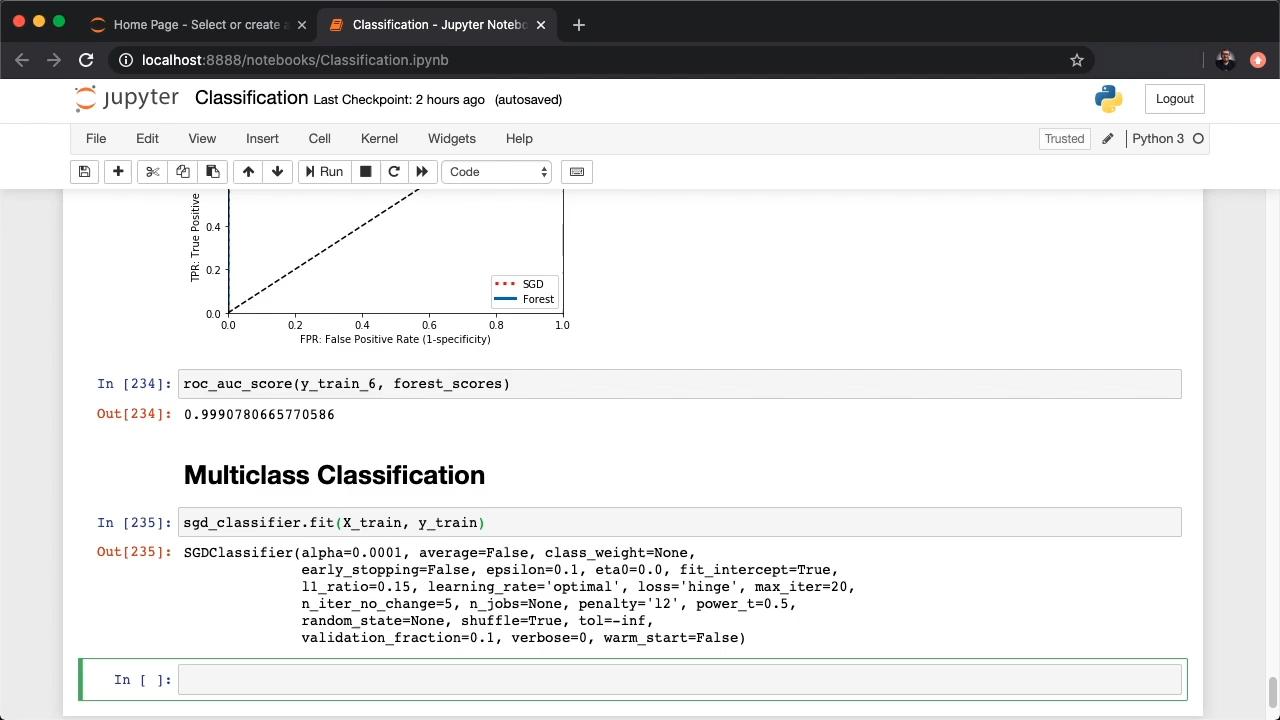 Home Page - Select or create a
Classification - Jupyter Notebo
localhost:8888/notebooks/Classification.ipynb
jupyter Classification Last Checkpoint: 2 hours ago (autosaved)
Logout
File Edit View Insert Cell Kernel Widgets Help
Trusted
Python 3
Run
Code
TPR: True Positive
0.4
0.2
0.0
SGD
Forest
0.0 0.2 0.4 0.6 0.8 1.0
FPR: False Positive Rate (1-specificity)
In [234]: roc_auc_score(y_train_6, forest_scores)
Out[234]: 0.9990780665770586
Multiclass Classification
In [235]: sgd_classifier.fit(X_train, y_train)
Out[235]: SGDClassifier(alpha=0.0001, average=False, class_weight=None,
early_stopping=False, epsilon=0.1, eta0=0.0, fit_intercept=True,
l1_ratio=0.15, learning_rate='optimal', loss='hinge', max_iter=20,
n_iter_no_change=5, n_jobs=None, penalty='l2', power_t=0.5,
random_state=None, shuffle=True, tol=-inf,
validation_fraction=0.1, verbose=0, warm_start=False)
In [ ]: